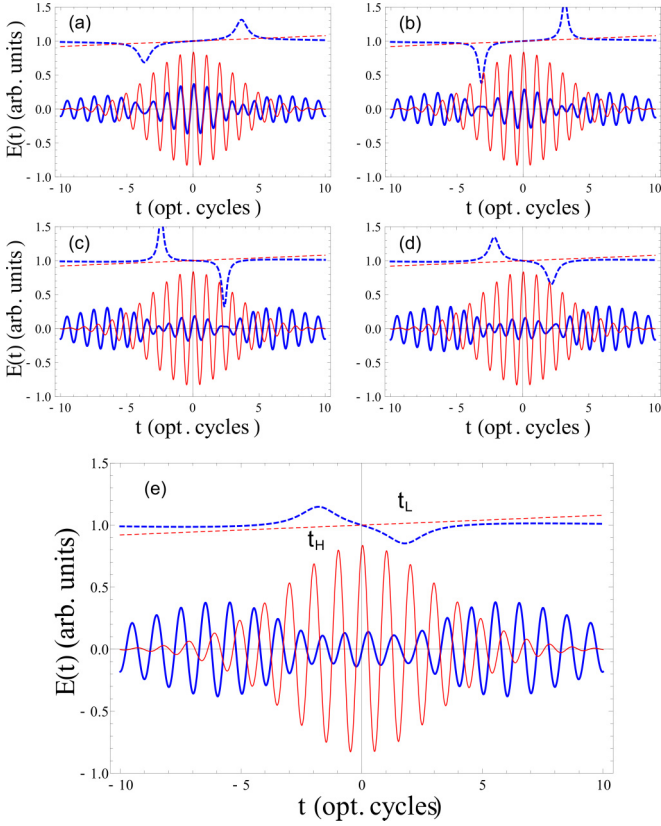 (a) (b)
E(t) (arb. units)
1.5 1.5
1.0 1.0
0.5 0.5
0.0 0.0
- 0.5 - 0.5
- 1.0 - 1.0
- 10 - 5 0 5 10 - 10 - 5 0 5 10
t (opt. cycles) t (opt. cycles)
(c) (d)
E(t) (arb. units)
1.5 1.5
1.0 1.0
0.5 0.5
0.0 0.0
- 0.5 - 0.5
- 1.0 - 1.0
- 10 - 5 0 5 10 - 10 - 5 0 5 10
t (opt. cycles) t (opt. cycles)
(e)
E(t) (arb. units)
1.5
1.0
0.5
0.0
- 0.5
- 1.0
tL
tH
- 10 - 5 0 5 10
t (opt. cycles)